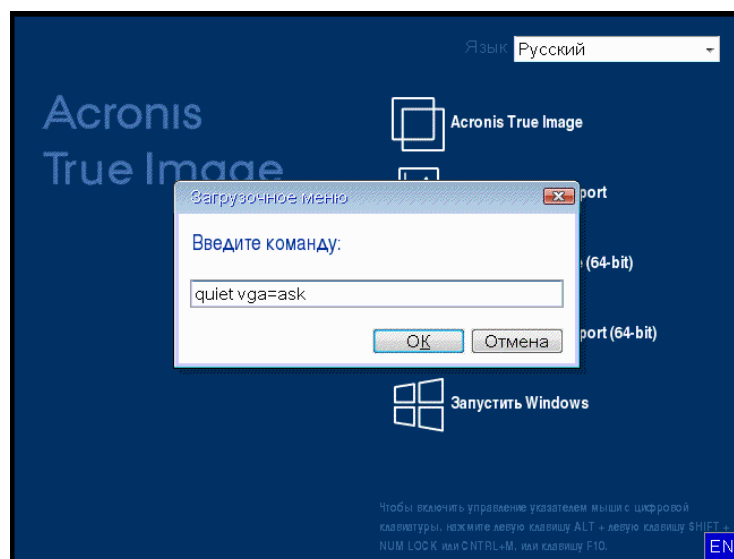 Язык Русский
Acronis
True Image
Acronis True Image
port
Загрузочное меню
Введите команду:
(64-bit)
quiet vga=ask
OK Отмена
port (64-bit)
Запустить Windows
Чтобы включить управление указателем мыши с цифровой
клавиатуры, нажмите левую клавишу ALT + левую клавишу SHIFT +
NUM LOCK или CNTRL+M, или клавишу F10.
EN